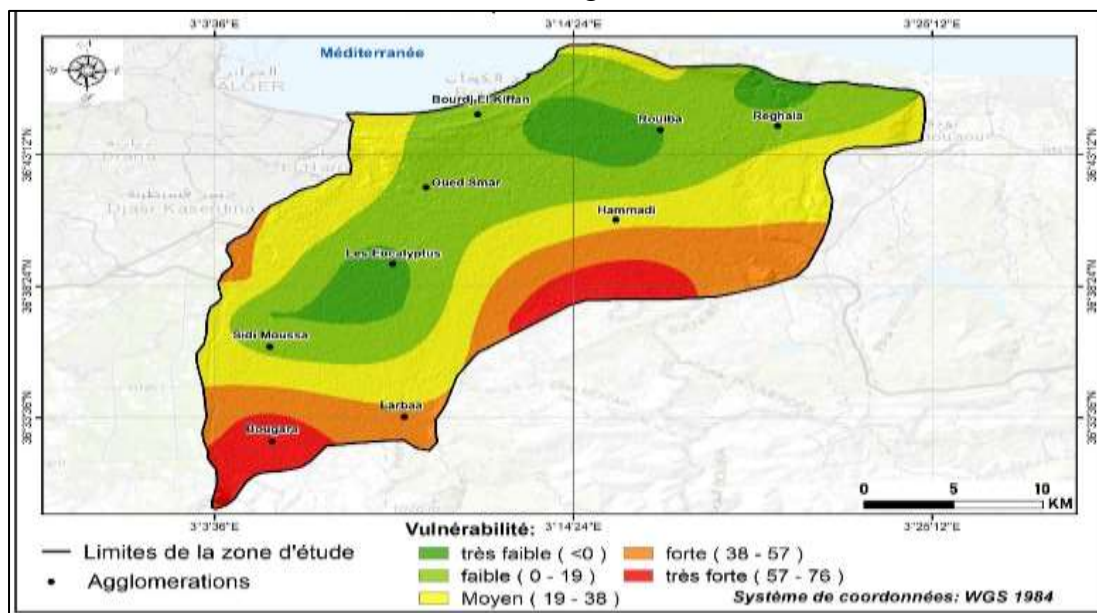 3°3'36"E 3°14'24"E 3°25'12"E
Méditerranée
ALGER
Bourdj El Kiffan
Rouiba
Reghaia
36°43'12"N 36°43'12"N
Oued Smar
Hammadi
Les Eucalyptus
36°38'24"N 36°38'24"N
Sidi Moussa
Larbaa
36°33'36"N 36°33'36"N
Bougara
0 5 10
KM
3°3'36"E 3°14'24"E 3°25'12"E
Vulnérabilité:
Limites de la zone d'étude
très faible ( <0 )
forte ( 38 - 57 )
Agglomerations
faible ( 0 - 19 )
très forte ( 57 - 76 )
Moyen ( 19 - 38 )
Système de coordonnées: WGS 1984